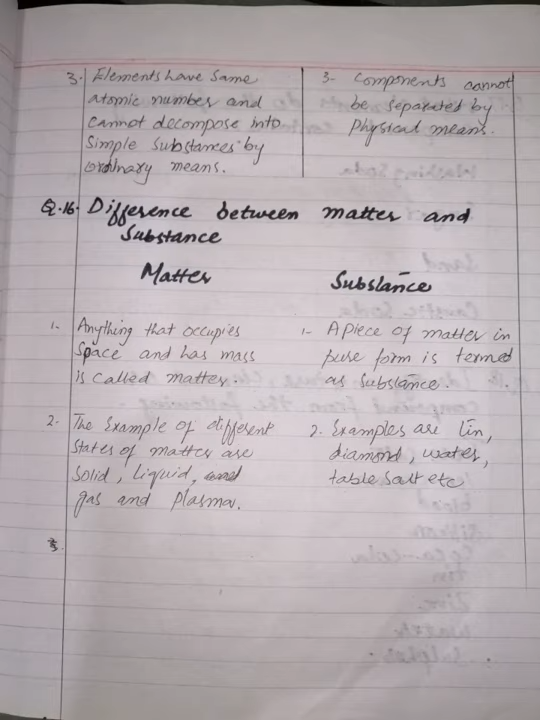 3. Elements have Same
atomic number and
cannot decompose into
Simple Substances by
ordinary means.
3- Components cannot
be separated by
Physical means.
Q.16. Difference between matter and
Substance
Matter
Substance
1- Anything that occupies
Space and has mass
is called matter.
1- A piece of matter in
pure form is termed
as Substance.
2. The Example of different
States of matter are
Solid, Liquid, and
gas and Plasma.
2. Examples are tin,
diamond, water,
table Salt etc
3.